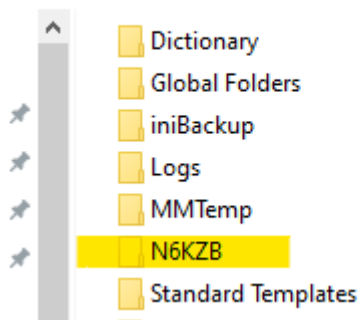 Dictionary
Global Folders
iniBackup
Logs
MMTemp
N6KZB
Standard Templates